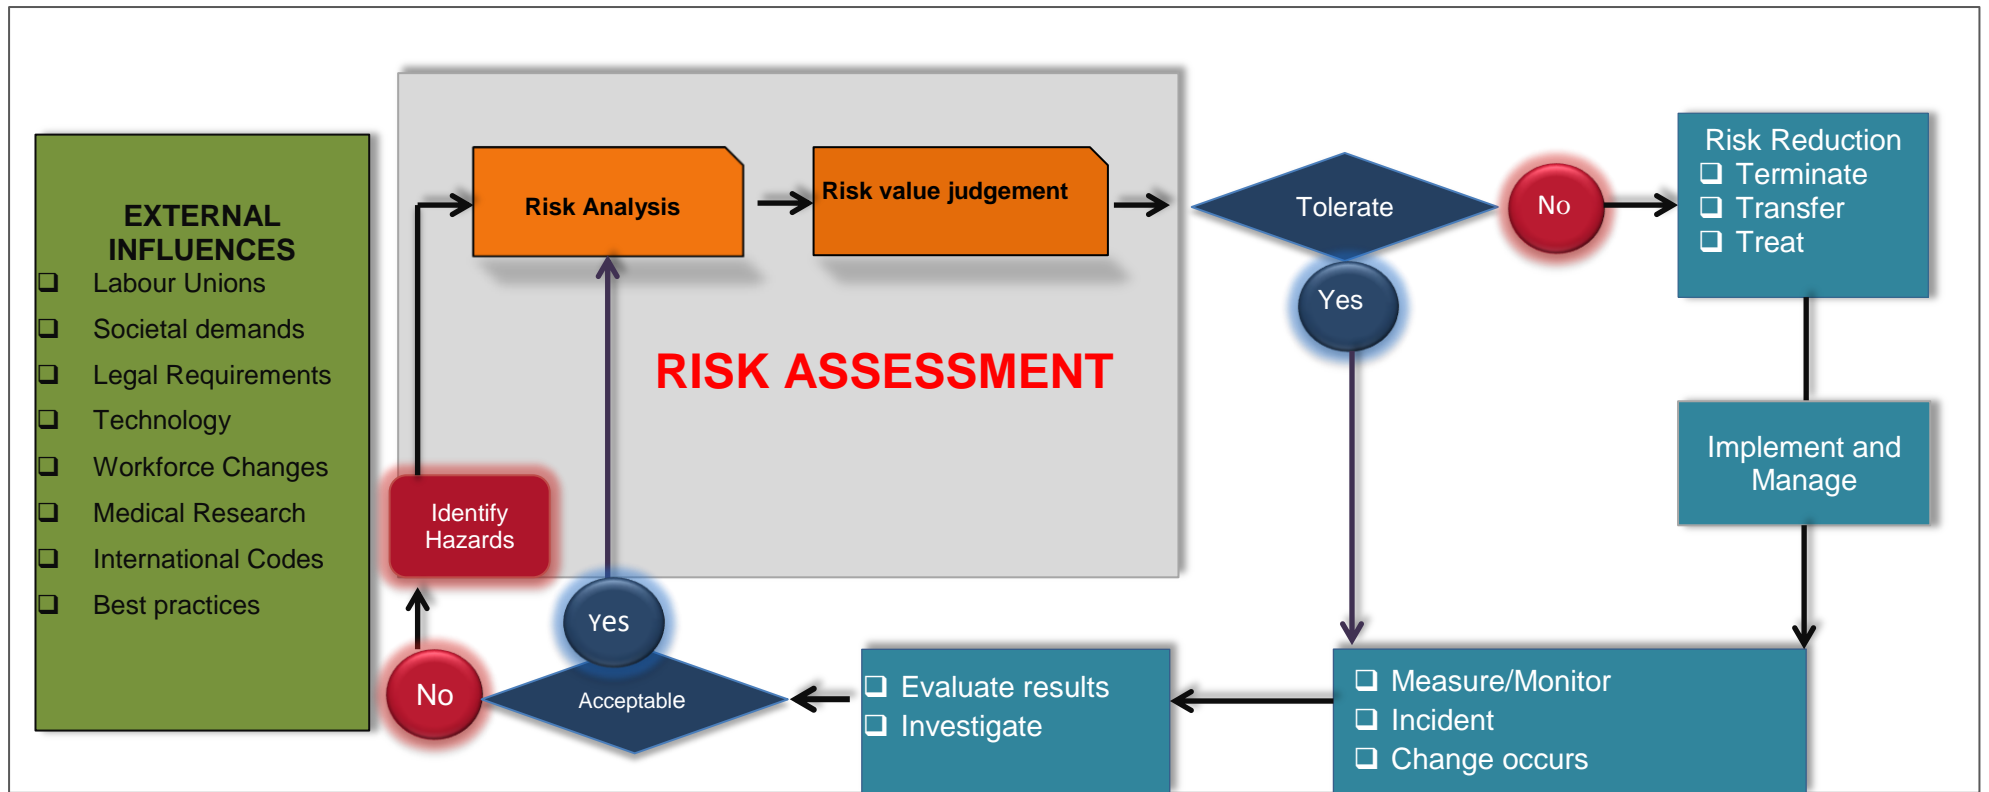 EXTERNAL
INFLUENCES
❑ Labour Unions
❑ Societal demands
❑ Legal Requirements
❑ Technology
❑ Workforce Changes
❑ Medical Research
❑ International Codes
❑ Best practices
Identify
Hazards
Risk Analysis
Risk value judgement
RISK ASSESSMENT
Tolerate
No
Yes
Risk Reduction
❑ Terminate
❑ Transfer
❑ Treat
Implement and
Manage
❑ Measure/Monitor
❑ Incident
❑ Change occurs
❑ Evaluate results
❑ Investigate
Acceptable
Yes
No